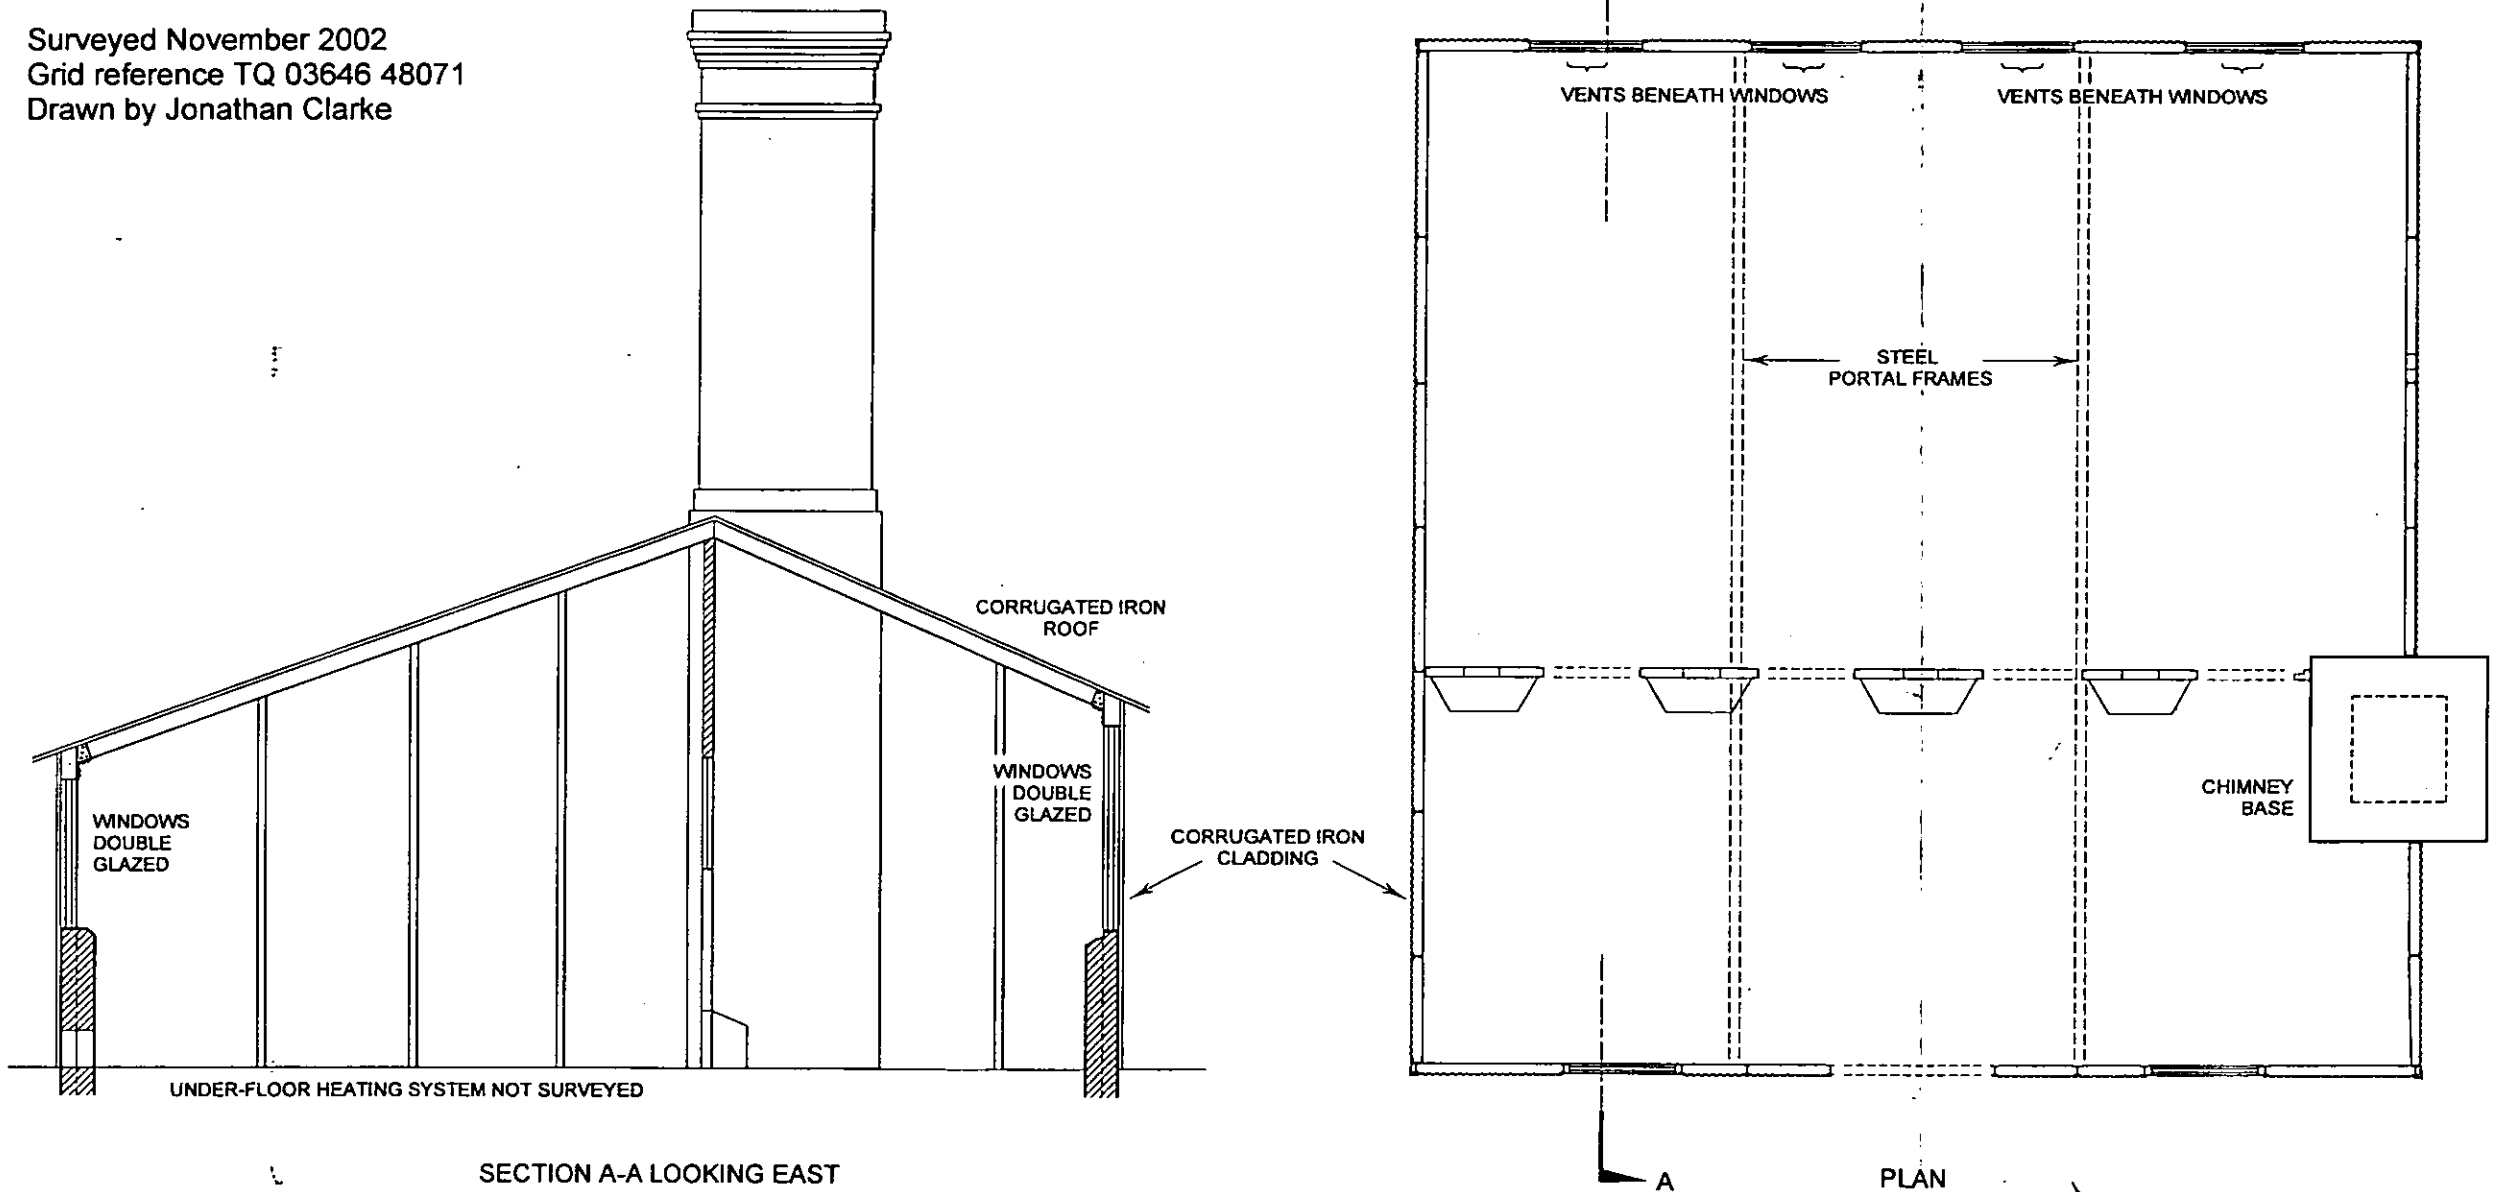 Surveyed November 2002
Grid reference TQ 03646 48071
Drawn by Jonathan Clarke
VENTS BENEATH WINDOWS
VENTS BENEATH WINDOWS
STEEL
PORTAL FRAMES
CORRUGATED IRON
ROOF
WINDOWS
DOUBLE
GLAZED
WINDOWS
DOUBLE
GLAZED
CORRUGATED IRON
CLADDING
CHIMNEY
BASE
UNDER-FLOOR HEATING SYSTEM NOT SURVEYED
SECTION A-A LOOKING EAST
A
PLAN